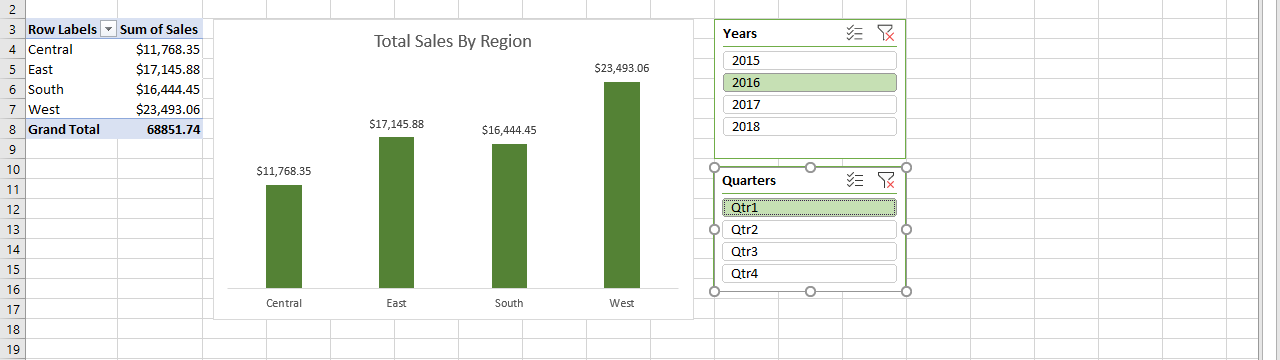 2
3 Row Labels Sum of Sales
4 Central $11,768.35
5 East $17,145.88
6 South $16,444.45
7 West $23,493.06
8 Grand Total 68851.74
9
10
11
12
13
14
15
16
17
18
19
Total Sales By Region
$23,493.06
$17,145.88
$16,444.45
$11,768.35
Central East South West
Years
2015
2016
2017
2018
Quarters
Qtr1
Qtr2
Qtr3
Qtr4